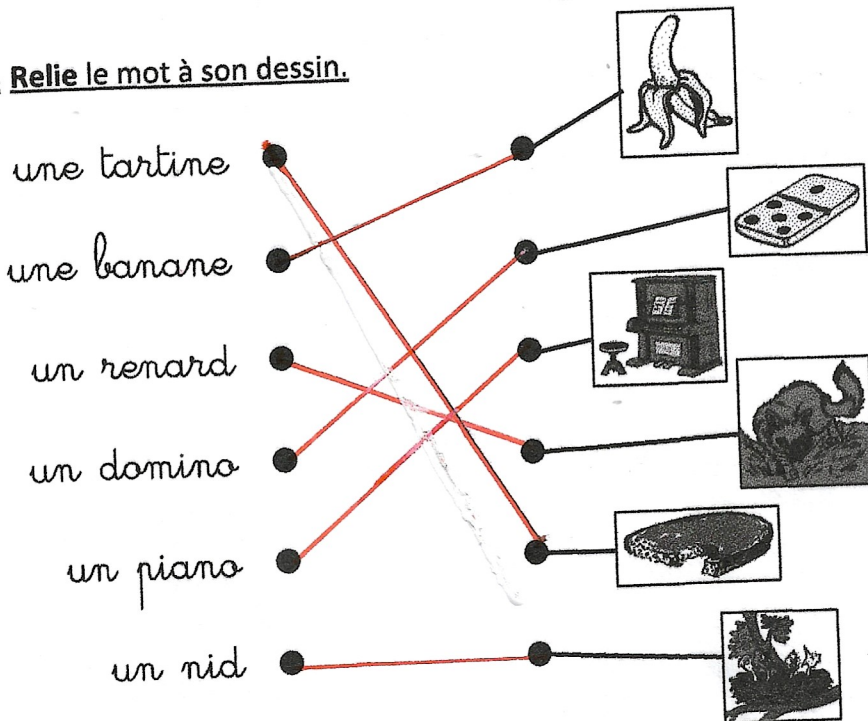 Relie le mot à son dessin.
une tartine
une banane
un renard
un domino
un piano
un nid